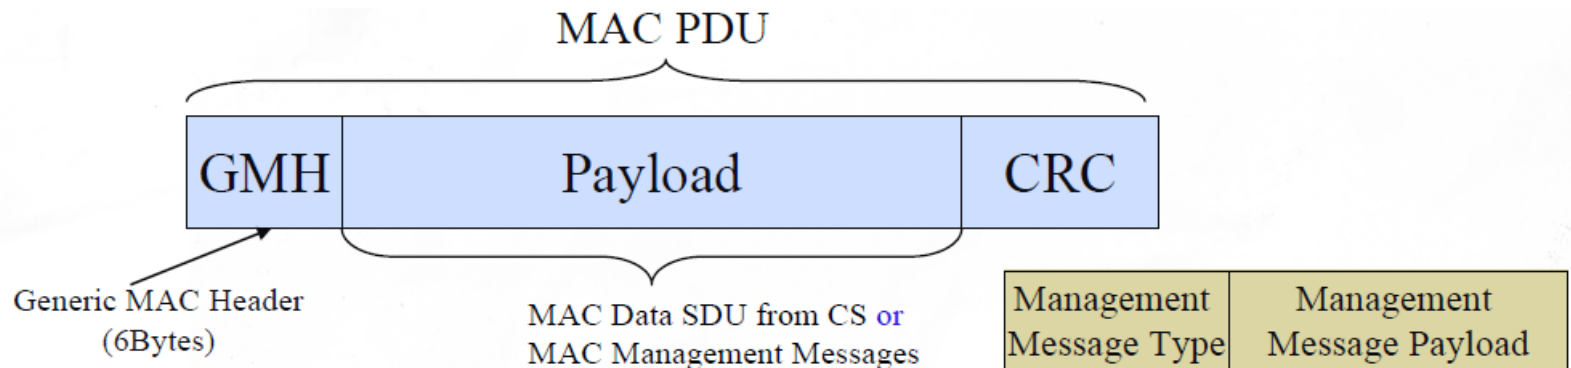 MAC PDU
GMH
Payload
CRC
Generic MAC Header
(6Bytes)
MAC Data SDU from CS or
MAC Management Messages
Management
Message Type
Management
Message Payload